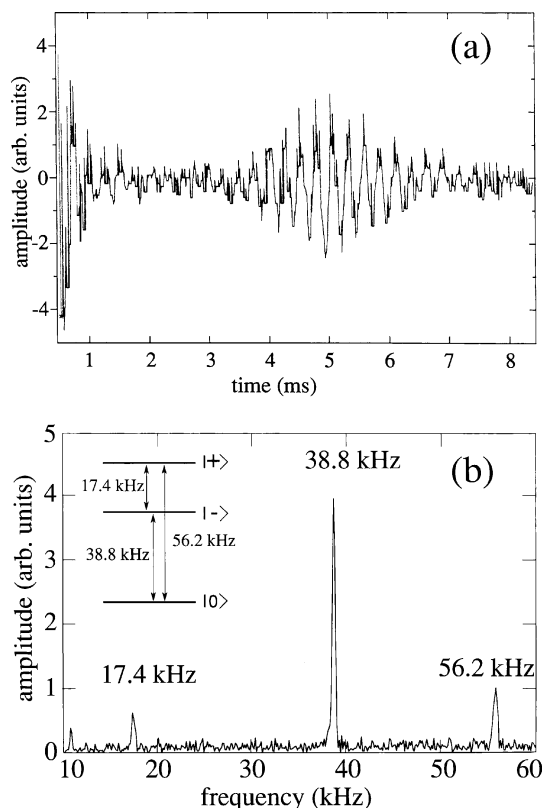 (a)
amplitude (arb. units)
4
2
0
-2
-4
1 2 3 4 5 6 7 8
time (ms)
(b)
amplitude (arb. units)
5
4
3
2
1
0
38.8 kHz
|+>
17.4 kHz
|->
38.8 kHz
56.2 kHz
|0>
17.4 kHz
56.2 kHz
10 20 30 40 50 60
frequency (kHz)